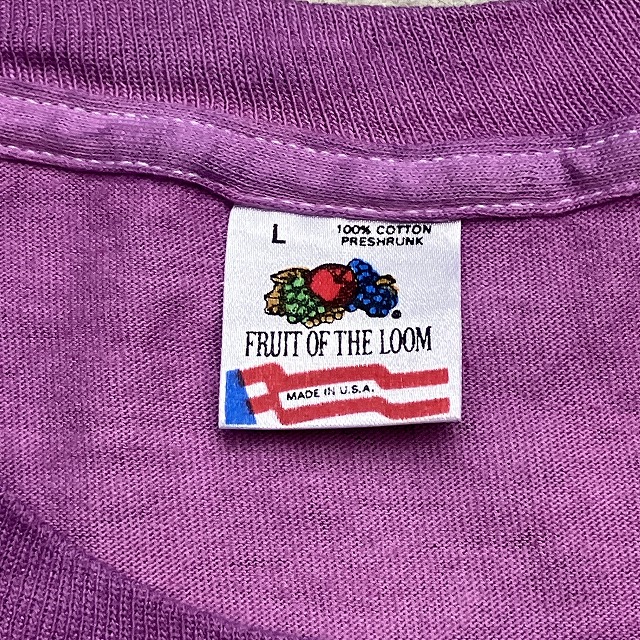 L
100% COTTON
PRESHRUNK
FRUIT OF THE LOOM
MADE IN U.S.A.